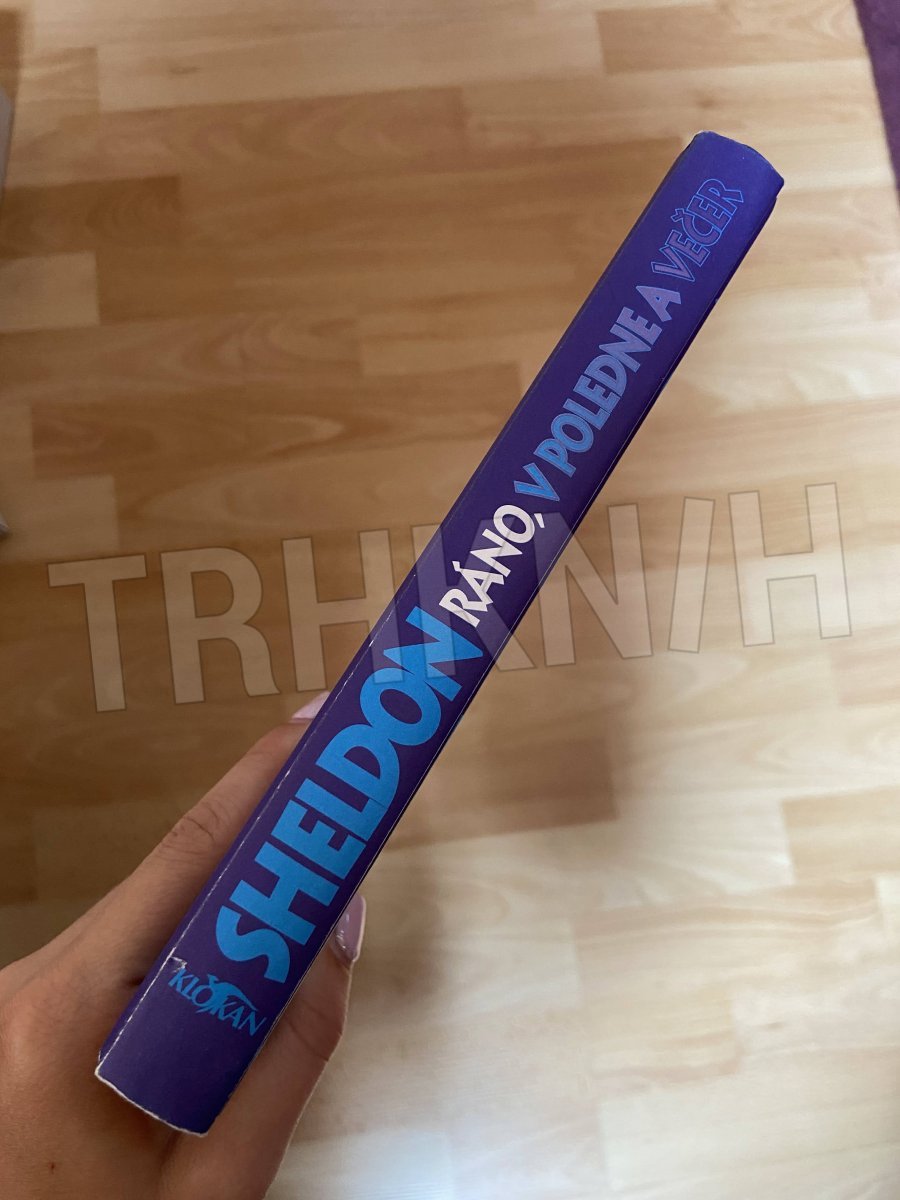 KLOKAN
SHELDON RÁNO, V POLEDNE A VEČER
TRHKNIH